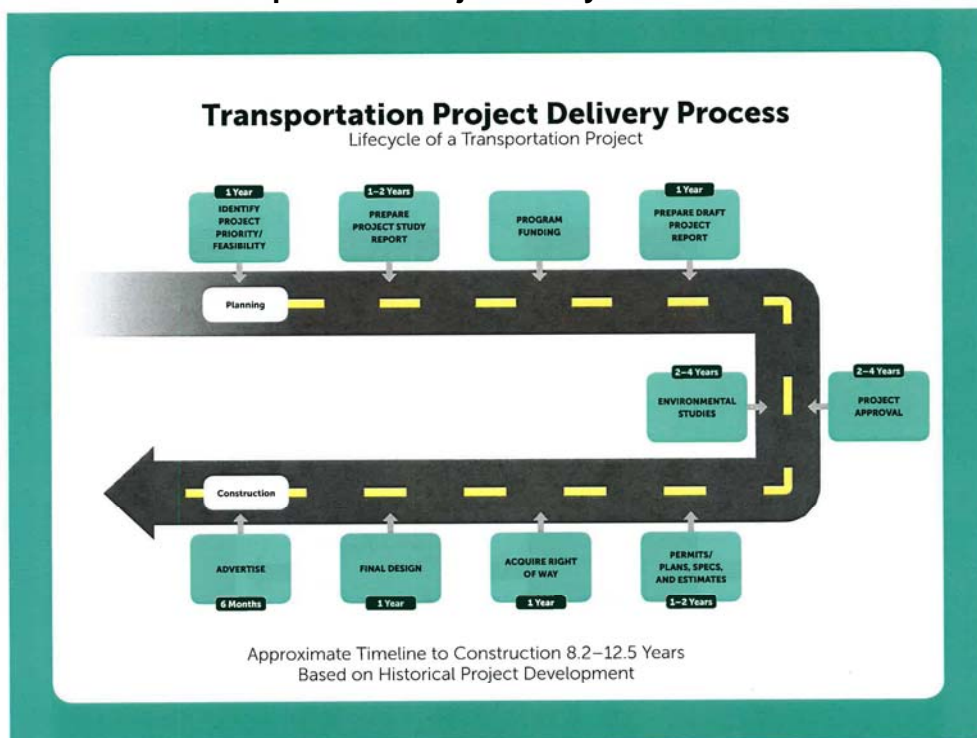 Transportation Project Delivery Process
Lifecycle of a Transportation Project
1 Year
IDENTIFY
PROJECT
PRIORITY/
FEASIBILITY
1–2 Years
PREPARE
PROJECT STUDY
REPORT
PROGRAM
FUNDING
1 Year
PREPARE DRAFT
PROJECT
REPORT
Planning
2–4 Years
ENVIRONMENTAL
STUDIES
2–4 Years
PROJECT
APPROVAL
Construction
ADVERTISE
6 Months
FINAL DESIGN
1 Year
ACQUIRE RIGHT
OF WAY
1 Year
PERMITS/
PLANS, SPECS,
AND ESTIMATES
1–2 Years
Approximate Timeline to Construction 8.2–12.5 Years
Based on Historical Project Development